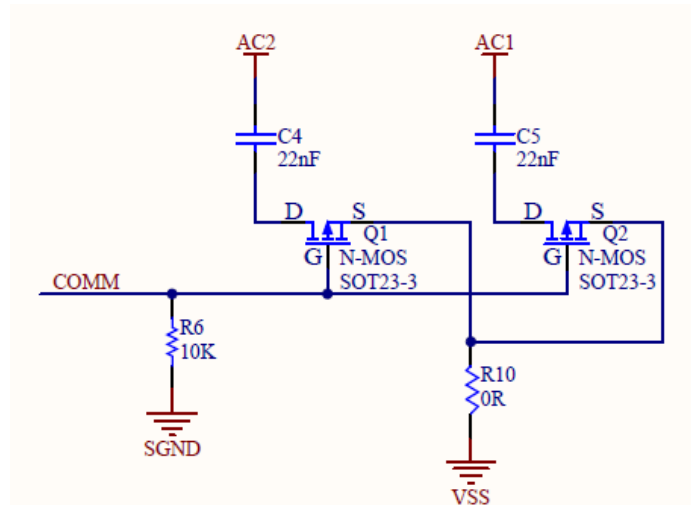 AC2
AC1
C4
22nF
C5
22nF
D S
Q1
G N-MOS
SOT23-3
D S
Q2
G N-MOS
SOT23-3
COMM
R6
10K
SGND
R10
0R
VSS